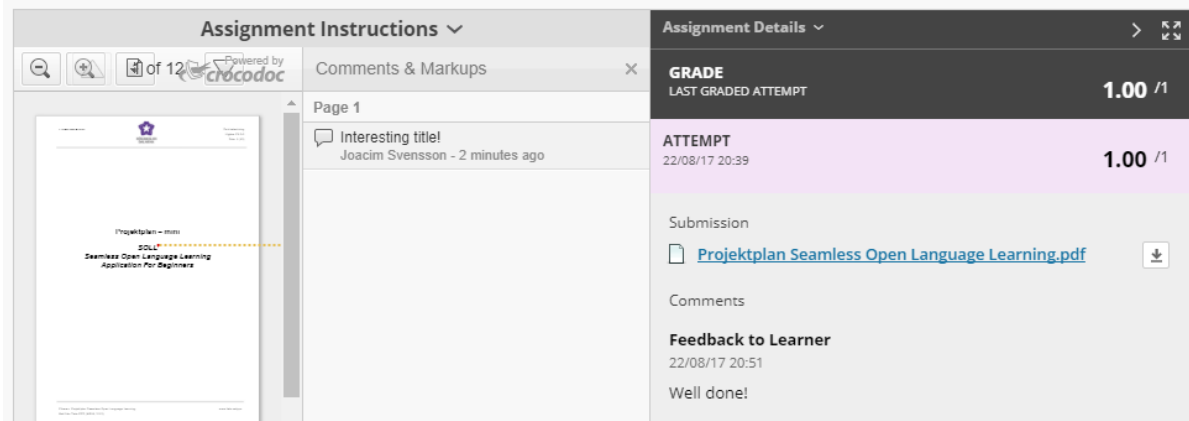 Assignment Instructions
of 12
Powered by
crocodoc
Comments & Markups
Page 1
Interesting title!
Joacim Svensson - 2 minutes ago
Projektplan – mini
SOLL
Seamless Open Language Learning
Application For Beginners
Assignment Details
GRADE
LAST GRADED ATTEMPT
1.00 /1
ATTEMPT
22/08/17 20:39
1.00 /1
Submission
Projektplan Seamless Open Language Learning.pdf
Comments
Feedback to Learner
22/08/17 20:51
Well done!